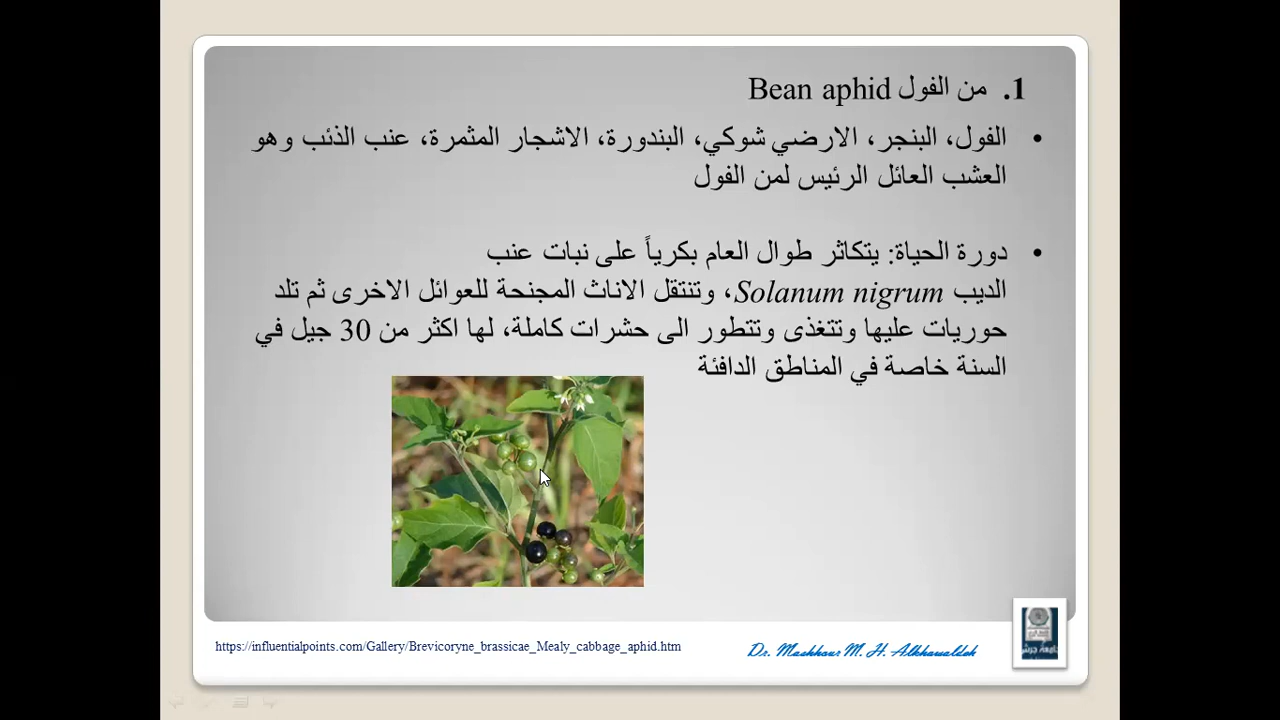 1. من الفول Bean aphid
• الفول، البنجر، الارضي شوكي، البندورة، الاشجار المثمرة، عنب الذئب وهو
العشب العائل الرئيس لمن الفول
• دورة الحياة: يتكاثر طوال العام بكرياً على نبات عنب
الديب Solanum nigrum، وتنتقل الاناث المجنحة للعوائل الاخرى ثم تلد
حوريات عليها وتتغذى وتتطور الى حشرات كاملة، لها اكثر من 30 جيل في
السنة خاصة في المناطق الدافئة
https://influentialpoints.com/Gallery/Brevicoryne_brassicae_Mealy_cabbage_aphid.htm
Dr. Mashhour M. H. Alkhawaldeh